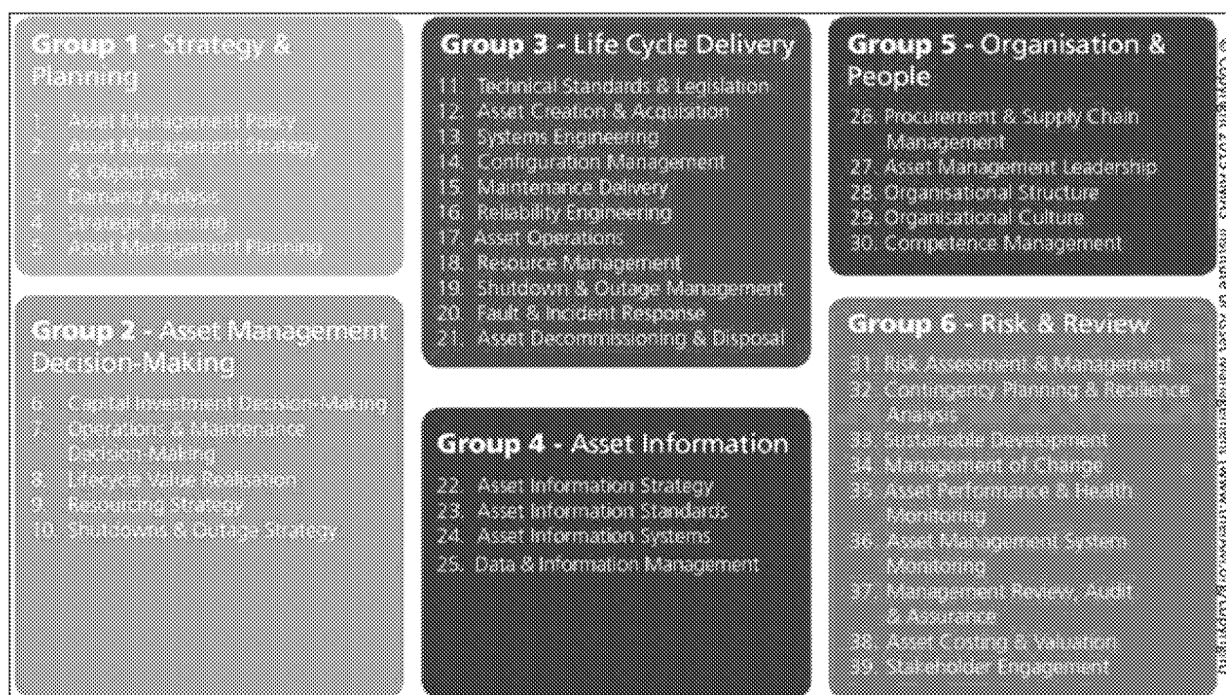 Group 1 - Strategy &
Planning
1. Asset Management Policy
2. Asset Management Strategy
& Objectives
3. Demand Analysis
4. Strategic Planning
5. Asset Management Planning
Group 2 - Asset Management
Decision-Making
6. Capital Investment Decision-Making
7. Operations & Maintenance
Decision-Making
8. Lifecycle Value Realisation
9. Resourcing Strategy
10. Shutdowns & Outage Strategy
Group 3 - Life Cycle Delivery
11. Technical Standards & Legislation
12. Asset Creation & Acquisition
13. Systems Engineering
14. Configuration Management
15. Maintenance Delivery
16. Reliability Engineering
17. Asset Operations
18. Resource Management
19. Shutdown & Outage Management
20. Fault & Incident Response
21. Asset Decommissioning & Disposal
Group 4 - Asset Information
22. Asset Information Strategy
23. Asset Information Standards
24. Asset Information Systems
25. Data & Information Management
Group 5 - Organisation &
People
26. Procurement & Supply Chain
Management
27. Asset Management Leadership
28. Organisational Structure
29. Organisational Culture
30. Competence Management
Group 6 - Risk & Review
31. Risk Assessment & Management
32. Contingency Planning & Resilience
Analysis
33. Sustainable Development
34. Management of Change
35. Asset Performance & Health
Monitoring
36. Asset Management System
Monitoring
37. Management Review, Audit
& Assurance
38. Asset Costing & Valuation
39. Stakeholder Engagement